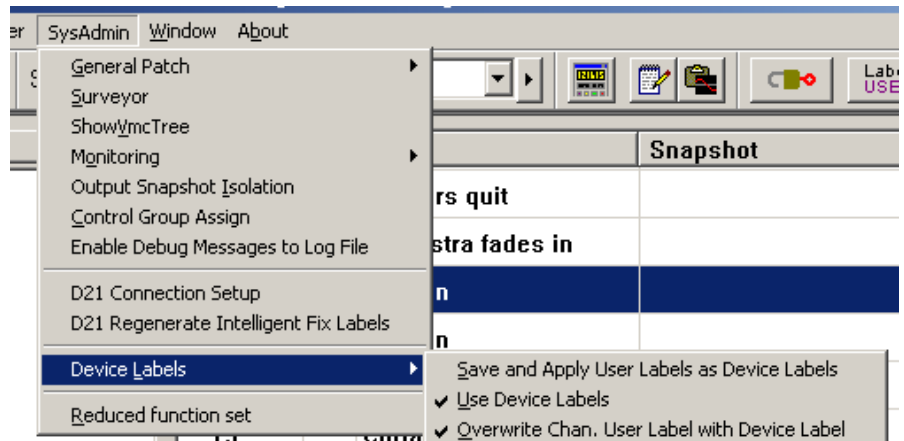 er SysAdmin Window About
General Patch
Surveyor
Labe
USE
ShowVmcTree
Snapshot
Monitoring
Output Snapshot Isolation
rs quit
Control Group Assign
Enable Debug Messages to Log File
stra fades in
D21 Connection Setup
n
D21 Regenerate Intelligent Fix Labels
n
Device Labels
Save and Apply User Labels as Device Labels
Use Device Labels
Reduced function set
Overwrite Chan. User Label with Device Label